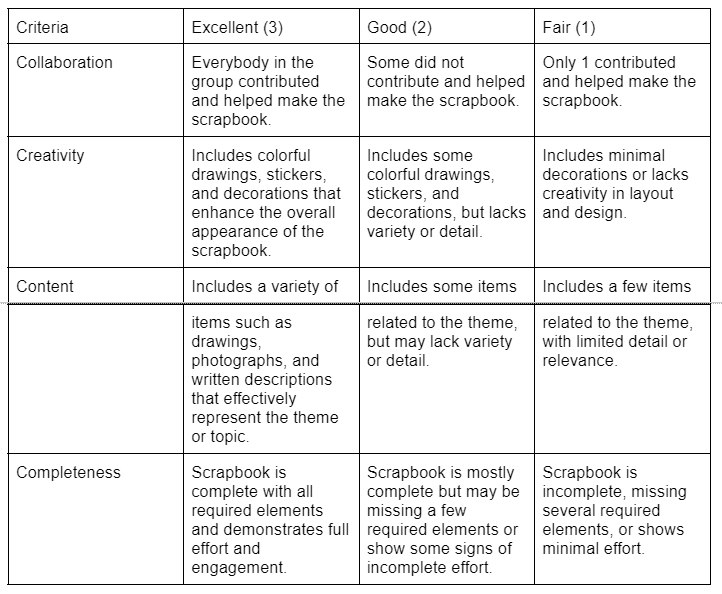 Criteria
Excellent (3)
Good (2)
Fair (1)
Collaboration
Everybody in the
group contributed
and helped make the
scrapbook.
Some did not
contribute and helped
make the scrapbook.
Only 1 contributed
and helped make the
scrapbook.
Creativity
Includes colorful
drawings, stickers,
and decorations that
enhance the overall
appearance of the
scrapbook.
Includes some
colorful drawings,
stickers, and
decorations, but lacks
variety or detail.
Includes minimal
decorations or lacks
creativity in layout
and design.
Content
Includes a variety of
items such as
drawings,
photographs, and
written descriptions
that effectively
represent the theme
or topic.
Includes some items
related to the theme,
but may lack variety
or detail.
Includes a few items
related to the theme,
with limited detail or
relevance.
Completeness
Scrapbook is
complete with all
required elements
and demonstrates full
effort and
engagement.
Scrapbook is mostly
complete but may be
missing a few
required elements or
show some signs of
incomplete effort.
Scrapbook is
incomplete, missing
several required
elements, or shows
minimal effort.